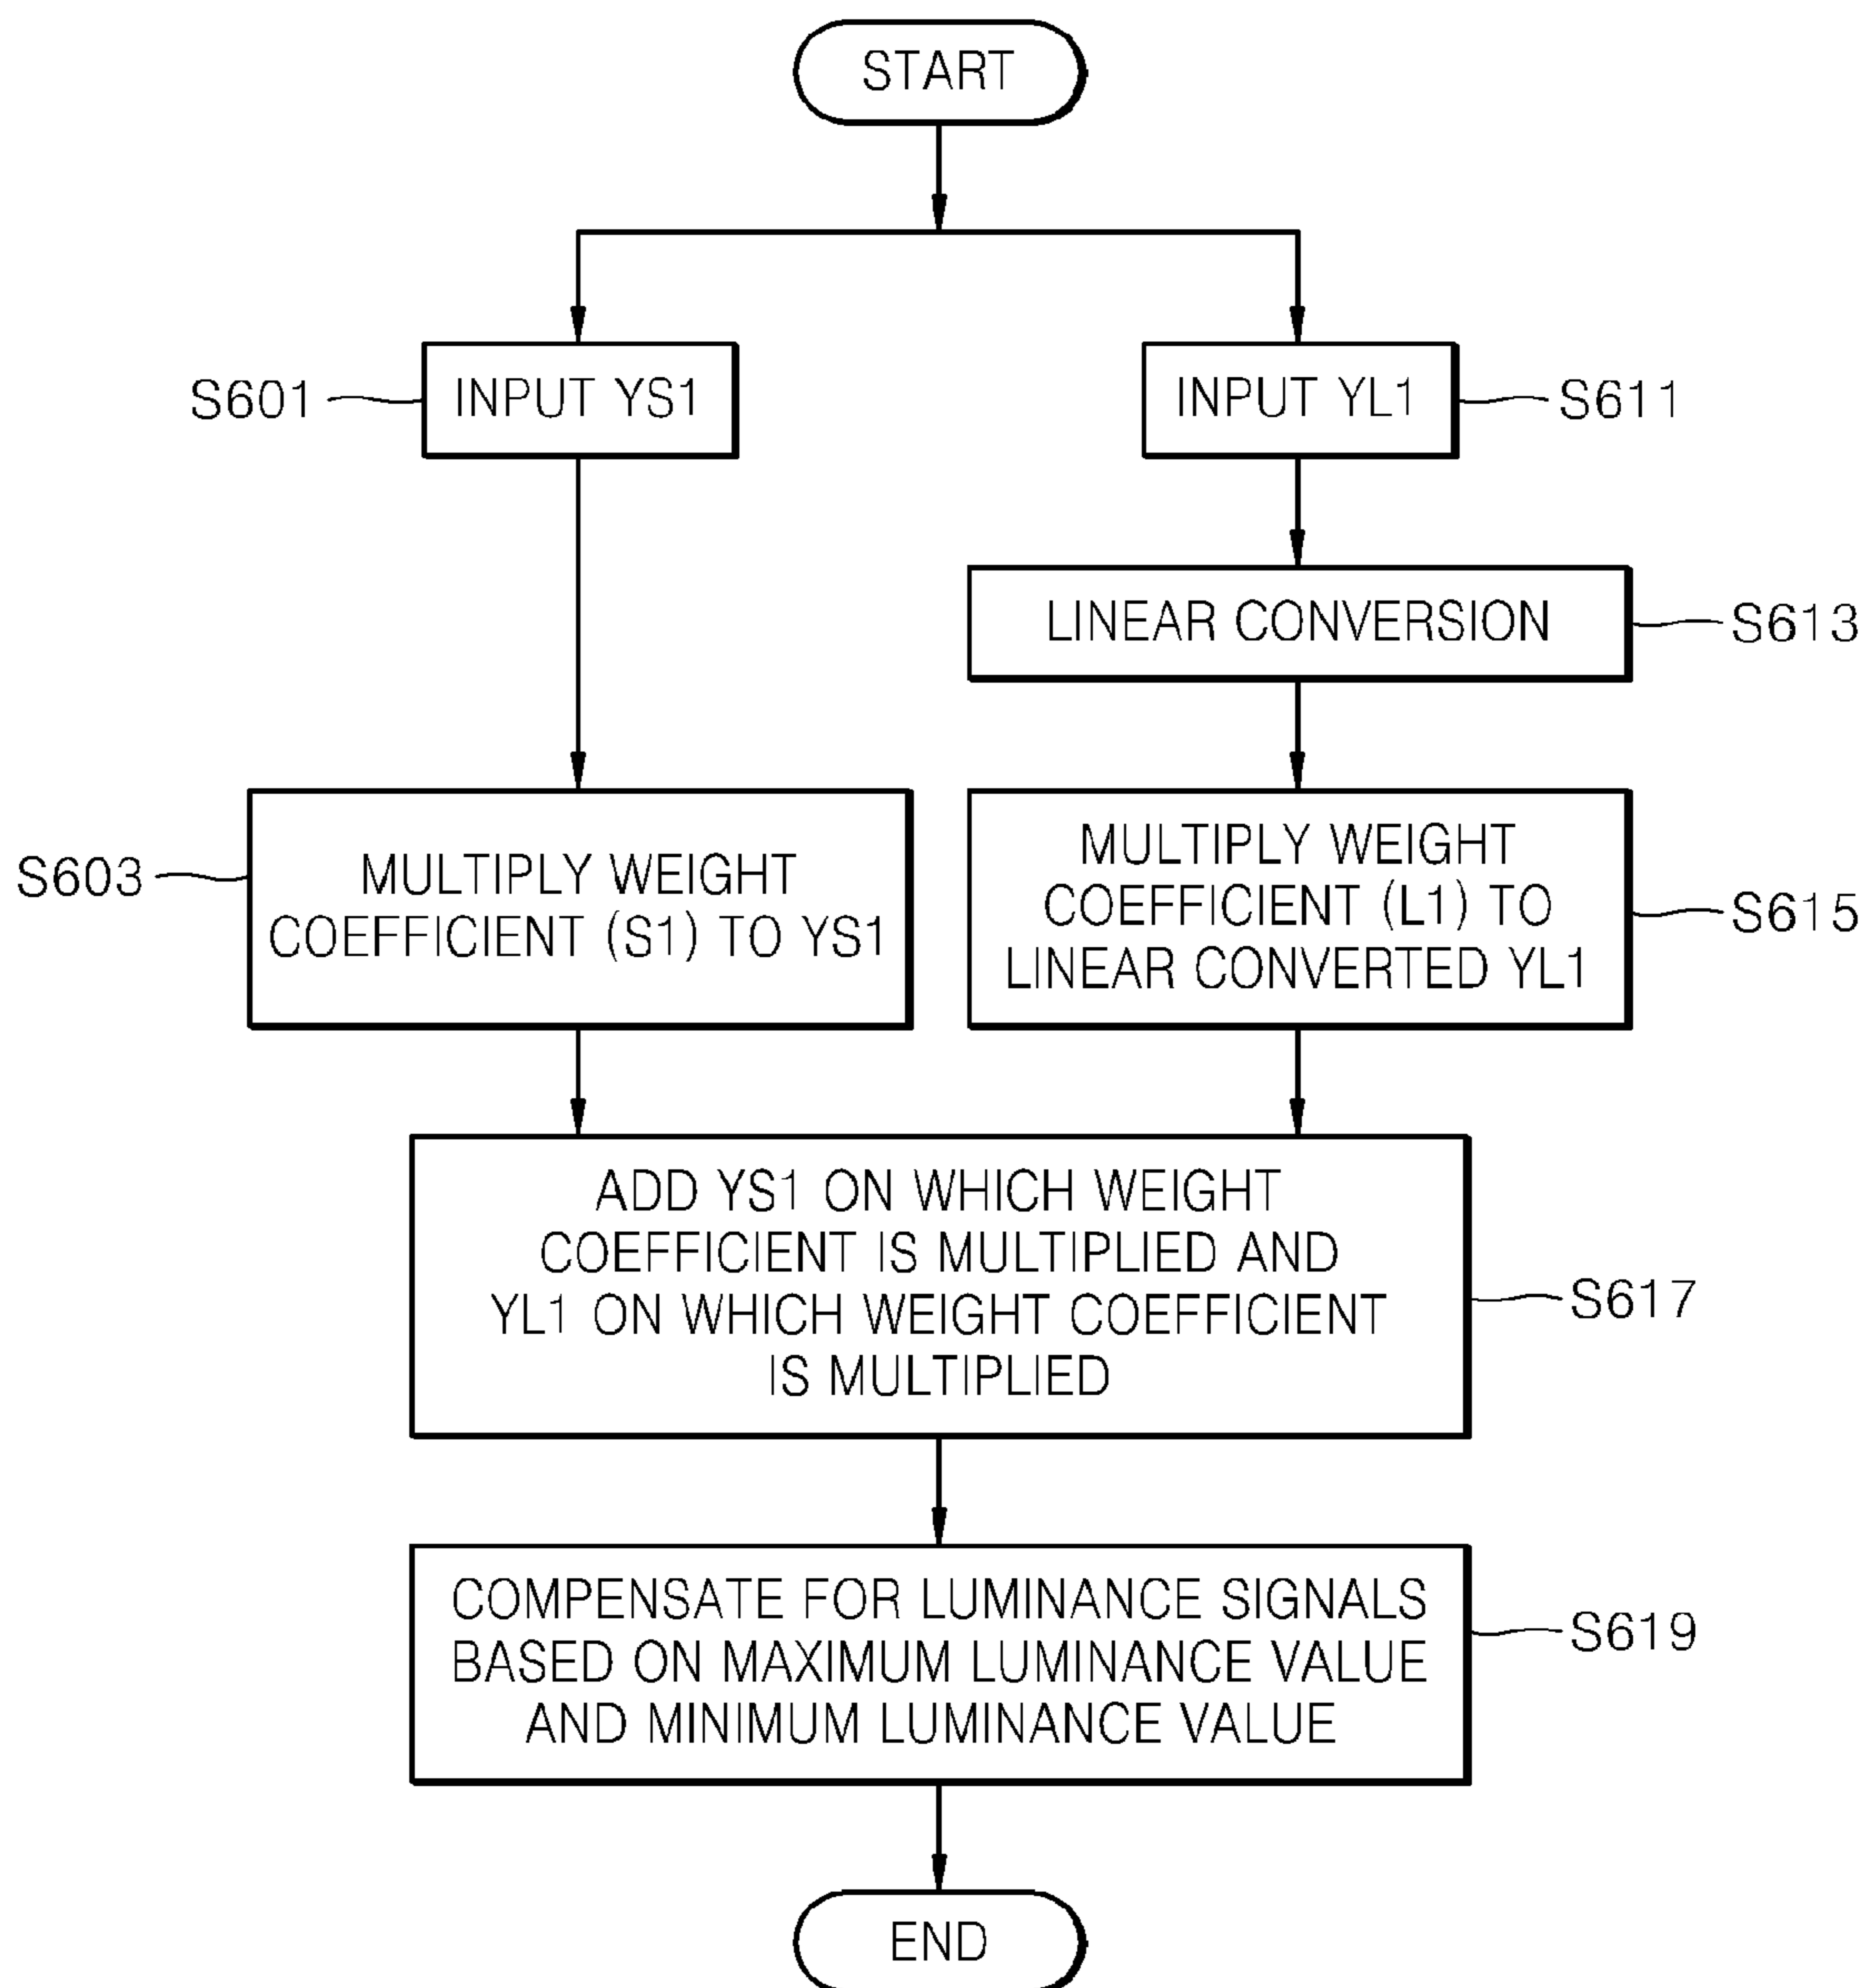 START
S601
INPUT YS1
INPUT YL1
S611
LINEAR CONVERSION
S613
S603
MULTIPLY WEIGHT
COEFFICIENT (S1) TO YS1
MULTIPLY WEIGHT
COEFFICIENT (L1) TO
LINEAR CONVERTED YL1
S615
ADD YS1 ON WHICH WEIGHT
COEFFICIENT IS MULTIPLIED AND
YL1 ON WHICH WEIGHT COEFFICIENT
IS MULTIPLIED
S617
COMPENSATE FOR LUMINANCE SIGNALS
BASED ON MAXIMUM LUMINANCE VALUE
AND MINIMUM LUMINANCE VALUE
S619
END